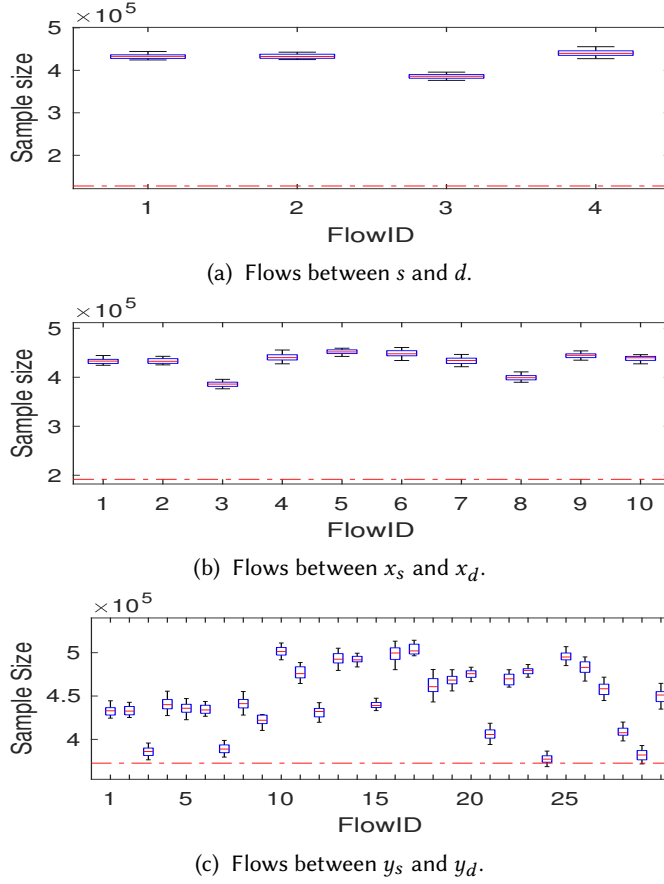 × 10⁵
5
4
3
2
Sample size
1 2 3 4
FlowID
(a) Flows between s and d.
× 10⁵
5
4
3
2
Sample size
1 2 3 4 5 6 7 8 9 10
FlowID
(b) Flows between xₛ and x_d.
× 10⁵
5
4.5
4
Sample Size
1 5 10 15 20 25
FlowID
(c) Flows between yₛ and y_d.